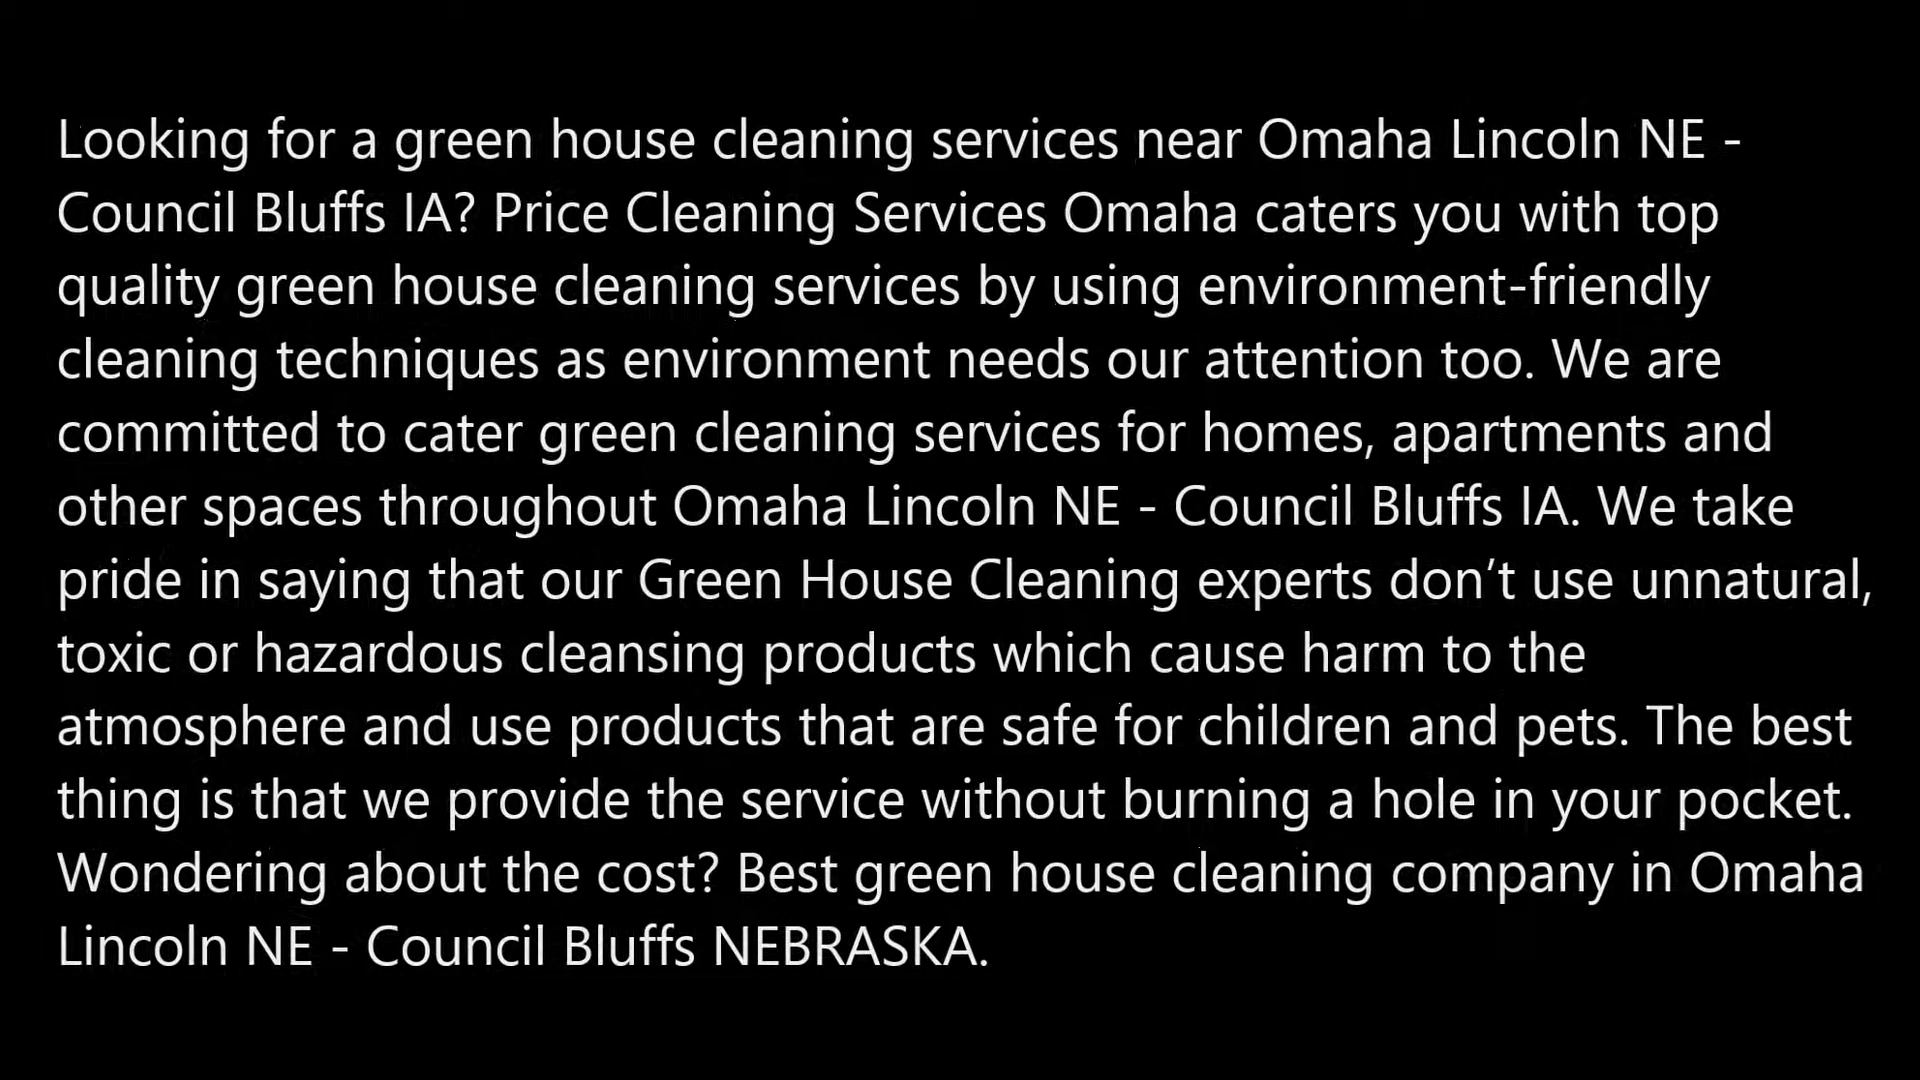 Looking for a green house cleaning services near Omaha Lincoln NE -
Council Bluffs IA? Price Cleaning Services Omaha caters you with top
quality green house cleaning services by using environment-friendly
cleaning techniques as environment needs our attention too. We are
committed to cater green cleaning services for homes, apartments and
other spaces throughout Omaha Lincoln NE - Council Bluffs IA. We take
pride in saying that our Green House Cleaning experts don’t use unnatural,
toxic or hazardous cleansing products which cause harm to the
atmosphere and use products that are safe for children and pets. The best
thing is that we provide the service without burning a hole in your pocket.
Wondering about the cost? Best green house cleaning company in Omaha
Lincoln NE - Council Bluffs NEBRASKA.